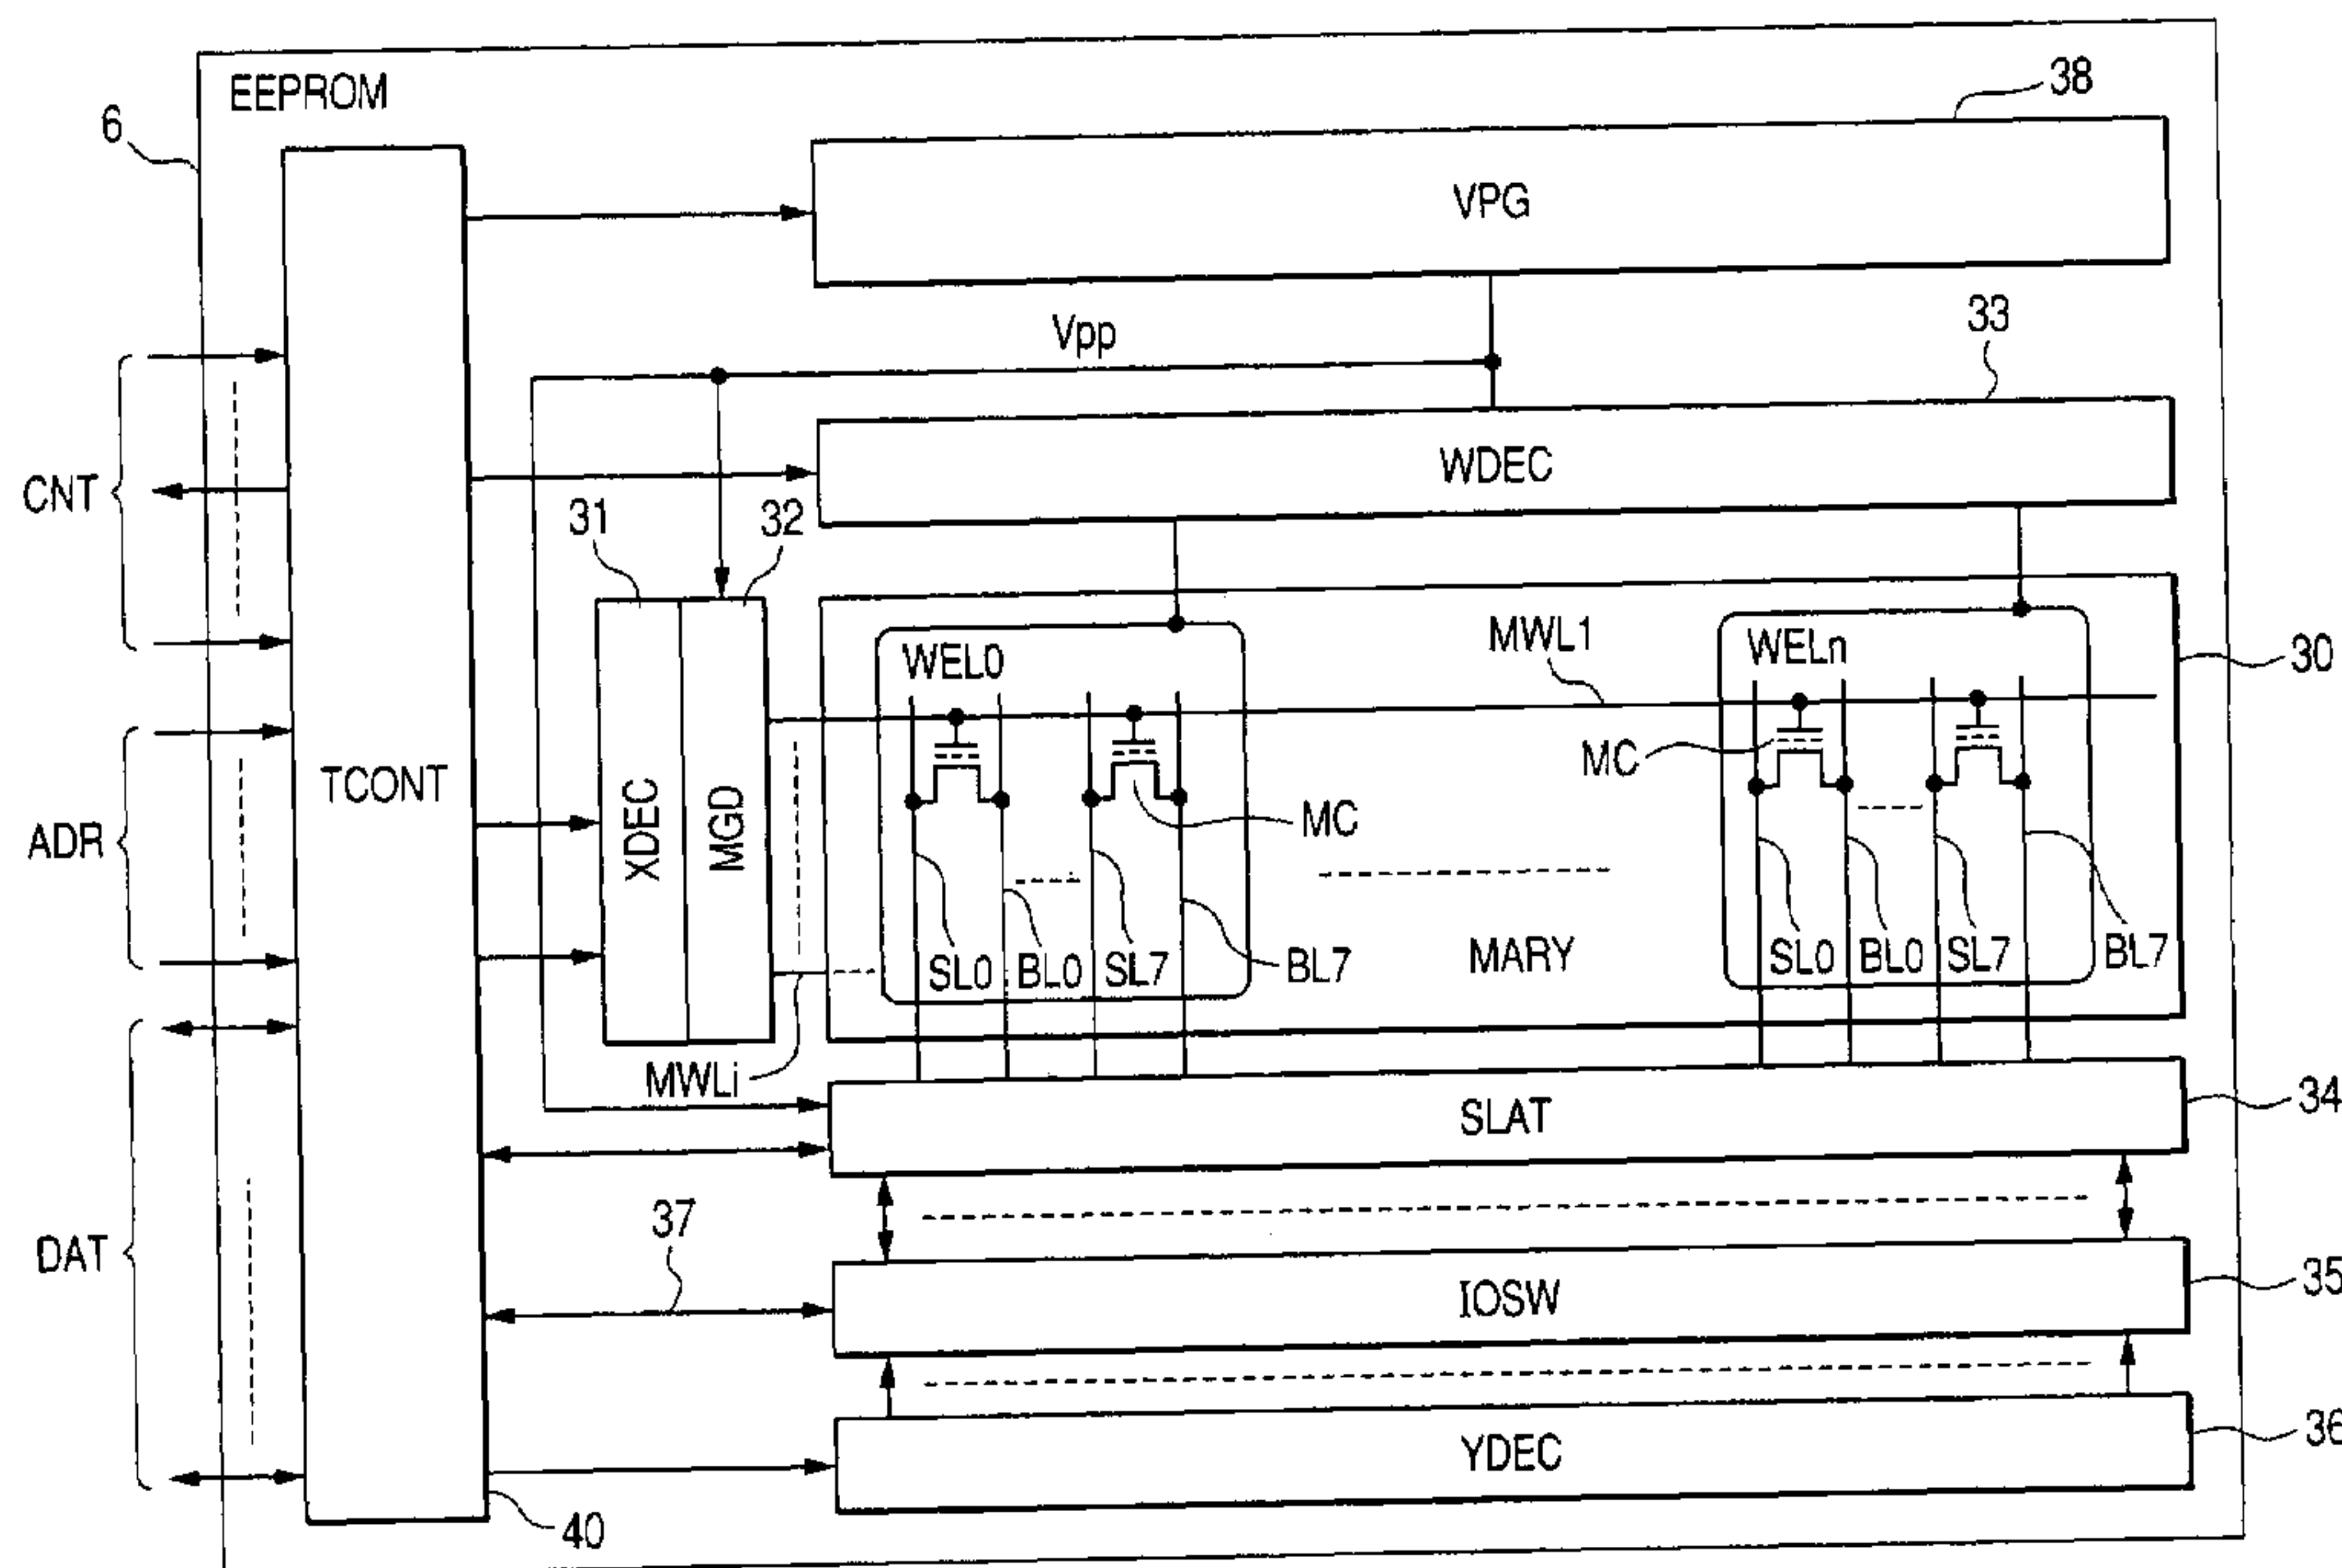 EEPROM
6
38
VPG
Vpp
33
WDEC
CNT
31
32
WEL0
MWL1
WELn
30
MC
ADR
TCONT
XDEC
MGD
MC
SL0
BL0
SL7
BL7
MARY
SL0
BL0
SL7
BL7
MWLi
SLAT
34
DAT
37
IOSW
35
YDEC
36
40